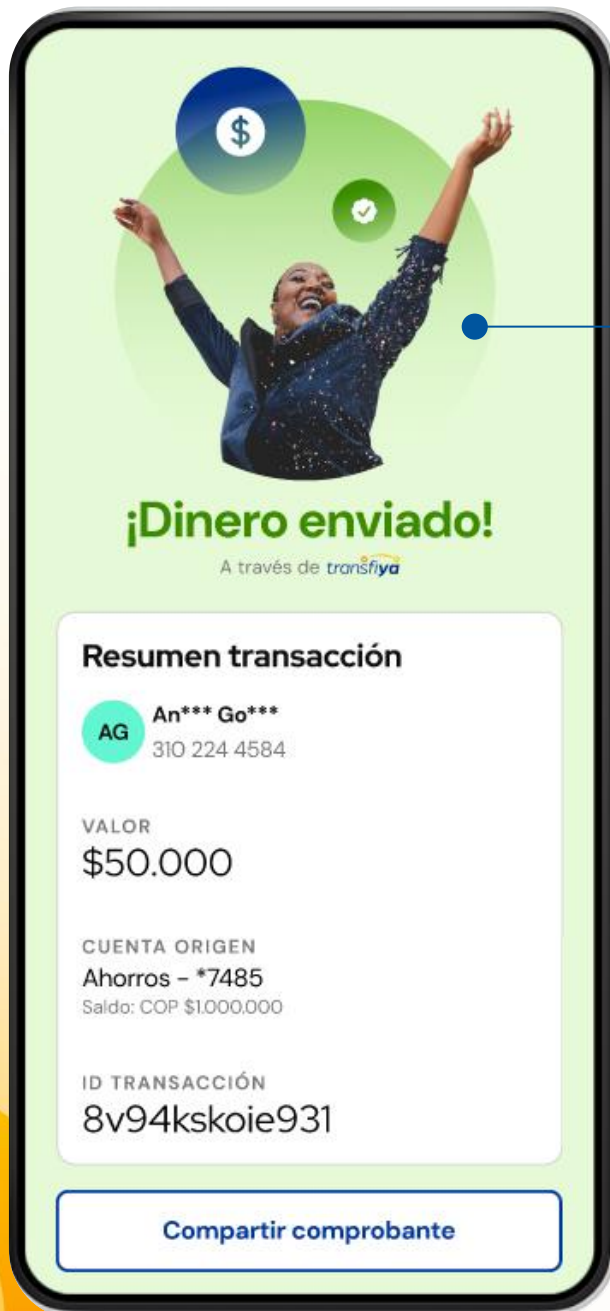 $
¡Dinero enviado!
A través de transfiya
Resumen transacción
AG
An*** Go***
310 224 4584
VALOR
$50.000
CUENTA ORIGEN
Ahorros – *7485
Saldo: COP $1.000.000
ID TRANSACCIÓN
8v94kskoie931
Compartir comprobante